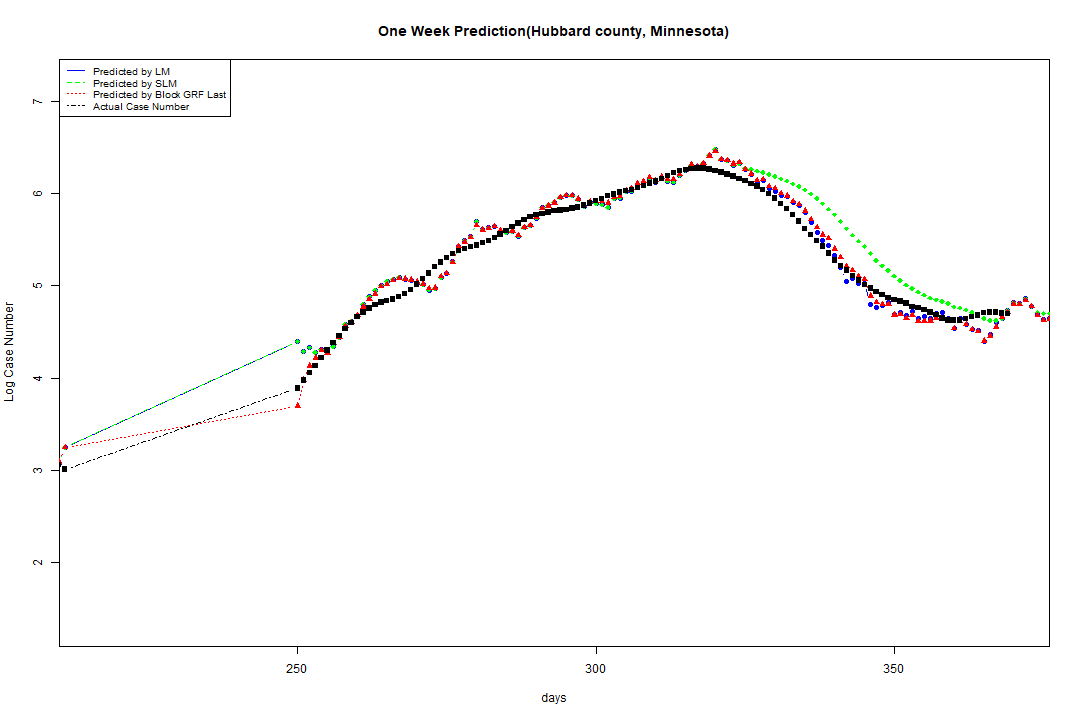 One Week Prediction(Hubbard county, Minnesota)
Predicted by LM
Predicted by SLM
Predicted by Block GRF Last
Actual Case Number
7
6
5
4
3
2
Log Case Number
250 300 350
days